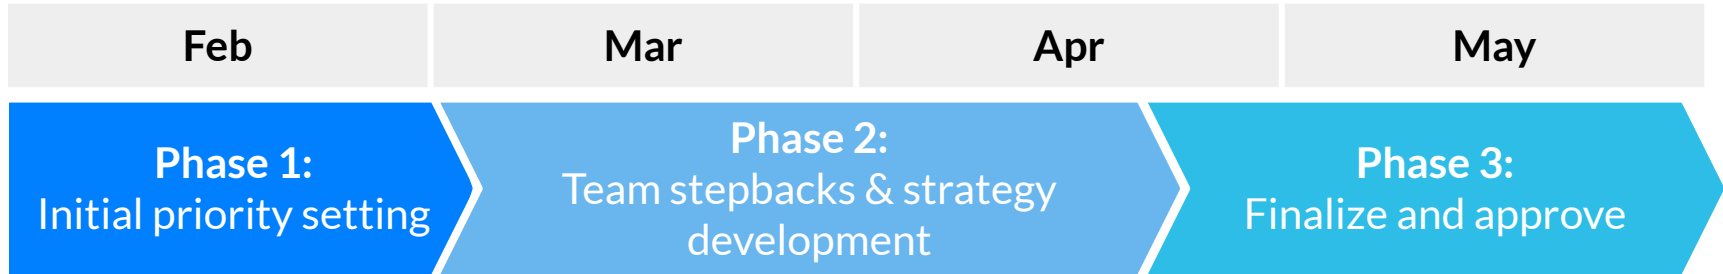 Feb
Mar
Apr
May
Phase 1:
Initial priority setting
Phase 2:
Team stepbacks & strategy
development
Phase 3:
Finalize and approve